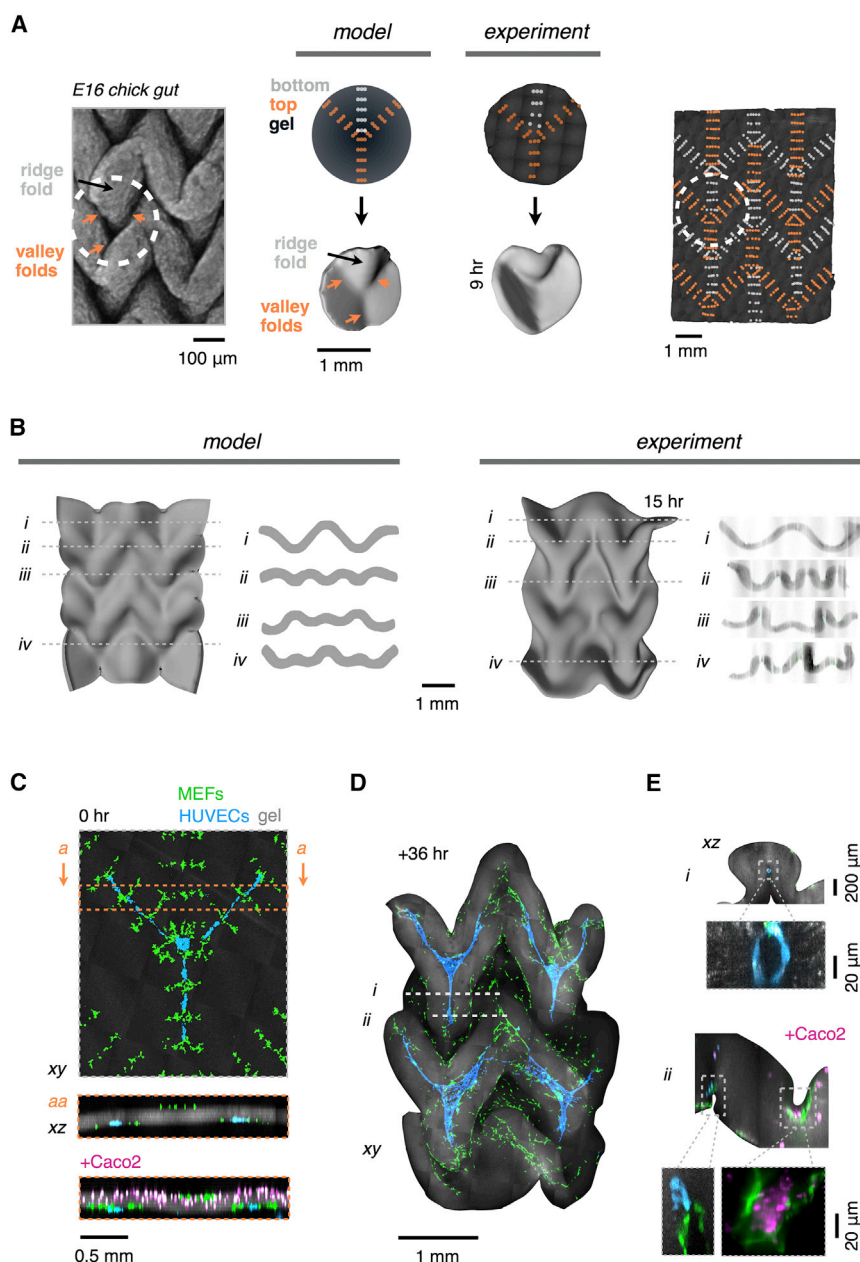 A
model
experiment
E16 chick gut
bottom
top
gel
ridge
fold
valley
folds
100 μm
ridge
fold
valley
folds
1 mm
9 hr
1 mm
B
model
experiment
i
ii
iii
iv
i
ii
iii
iv
1 mm
15 hr
i
ii
iii
iv
i
ii
iii
iv
C
MEFs
0 hr
HUVECs
gel
a
a
xy
aa
xz
+Caco2
0.5 mm
D
+36 hr
i
ii
xy
1 mm
E
xz
i
200 μm
20 μm
+Caco2
ii
20 μm